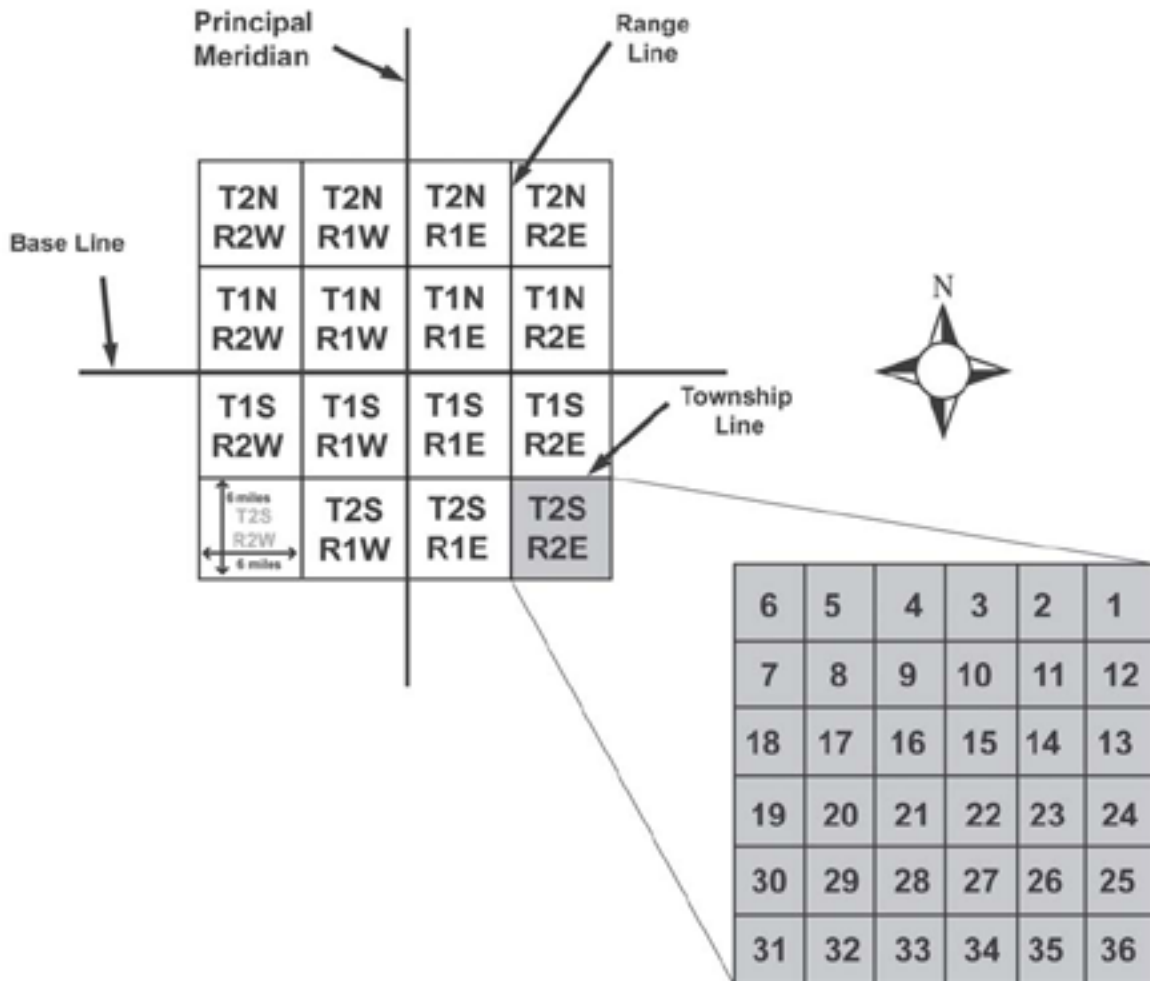 Principal
Meridian
Range
Line
T2N T2N T2N T2N
R2W R1W R1E R2E
Base Line
T1N T1N T1N T1N
R2W R1W R1E R2E
N
T1S T1S T1S T1S
R2W R1W R1E R2E
Township
Line
6 miles
T2S T2S T2S T2S
R2W R1W R1E R2E
6 miles
6 5 4 3 2 1
7 8 9 10 11 12
18 17 16 15 14 13
19 20 21 22 23 24
30 29 28 27 26 25
31 32 33 34 35 36